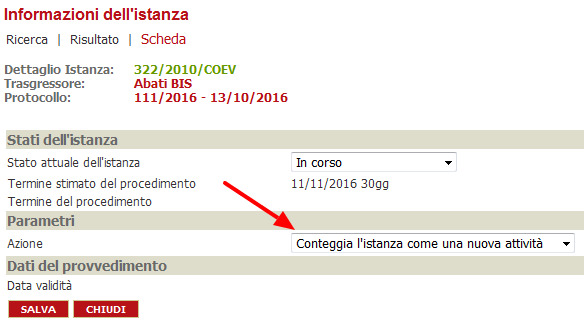 Informazioni dell'istanza
Ricerca | Risultato | Scheda
Dettaglio Istanza: 322/2010/COEV
Trasgressore: Abati BIS
Protocollo: 111/2016 - 13/10/2016
Stati dell'istanza
Stato attuale dell'istanza In corso
Termine stimato del procedimento 11/11/2016 30gg
Termine del procedimento
Parametri
Azione Conteggia l'istanza come una nuova attività
Dati del provvedimento
Data validità
SALVA CHIUDI